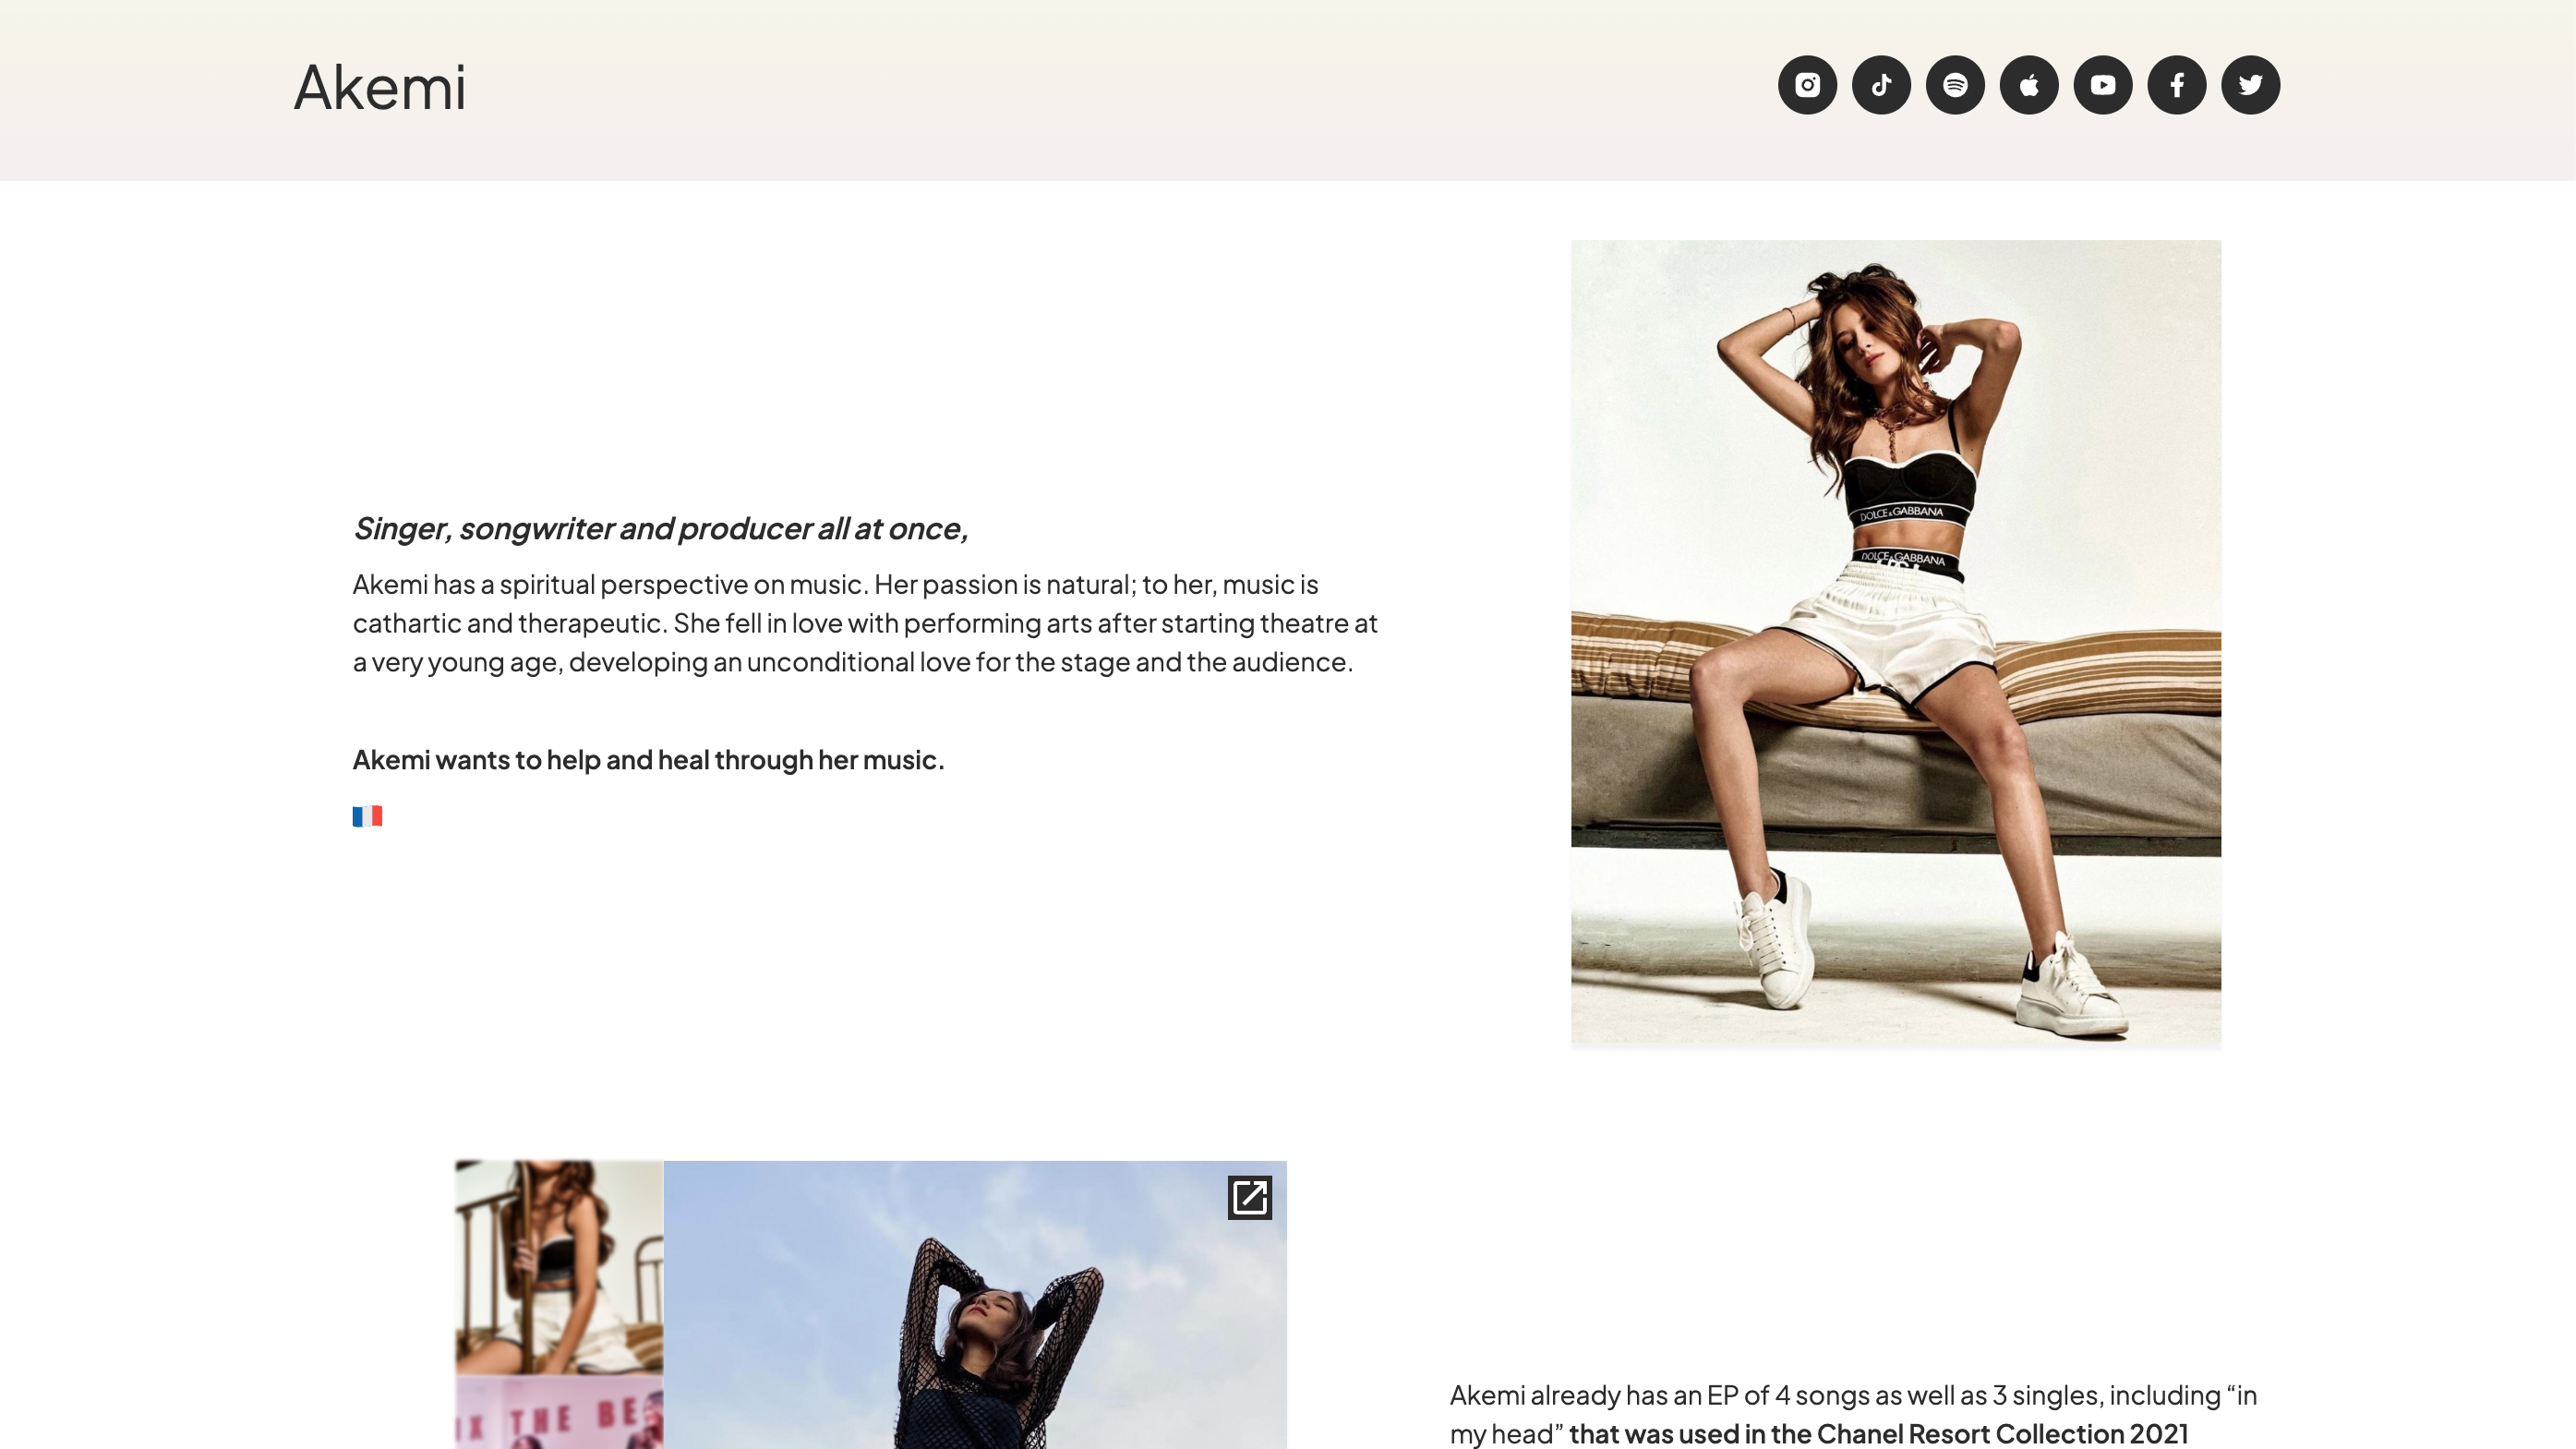 Akemi
Singer, songwriter and producer all at once,
Akemi has a spiritual perspective on music. Her passion is natural; to her, music is
cathartic and therapeutic. She fell in love with performing arts after starting theatre at
a very young age, developing an unconditional love for the stage and the audience.
Akemi wants to help and heal through her music.
DOLCE & GABBANA
DOLCE & GABBANA
THE BE
Akemi already has an EP of 4 songs as well as 3 singles, including “in
my head” that was used in the Chanel Resort Collection 2021